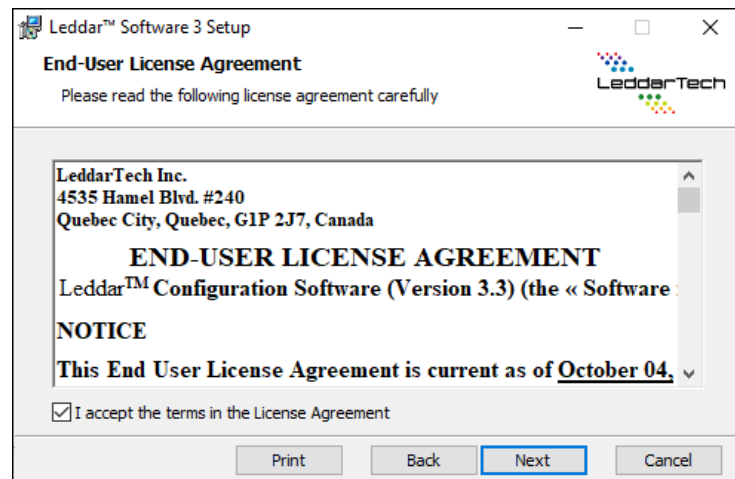 Leddar™ Software 3 Setup
End-User License Agreement
Please read the following license agreement carefully
LeddarTech
LeddarTech Inc.
4535 Hamel Blvd. #240
Quebec City, Quebec, G1P 2J7, Canada
END-USER LICENSE AGREEMENT
Leddar™ Configuration Software (Version 3.3) (the « Software
NOTICE
This End User License Agreement is current as of October 04,
I accept the terms in the License Agreement
Print Back Next Cancel